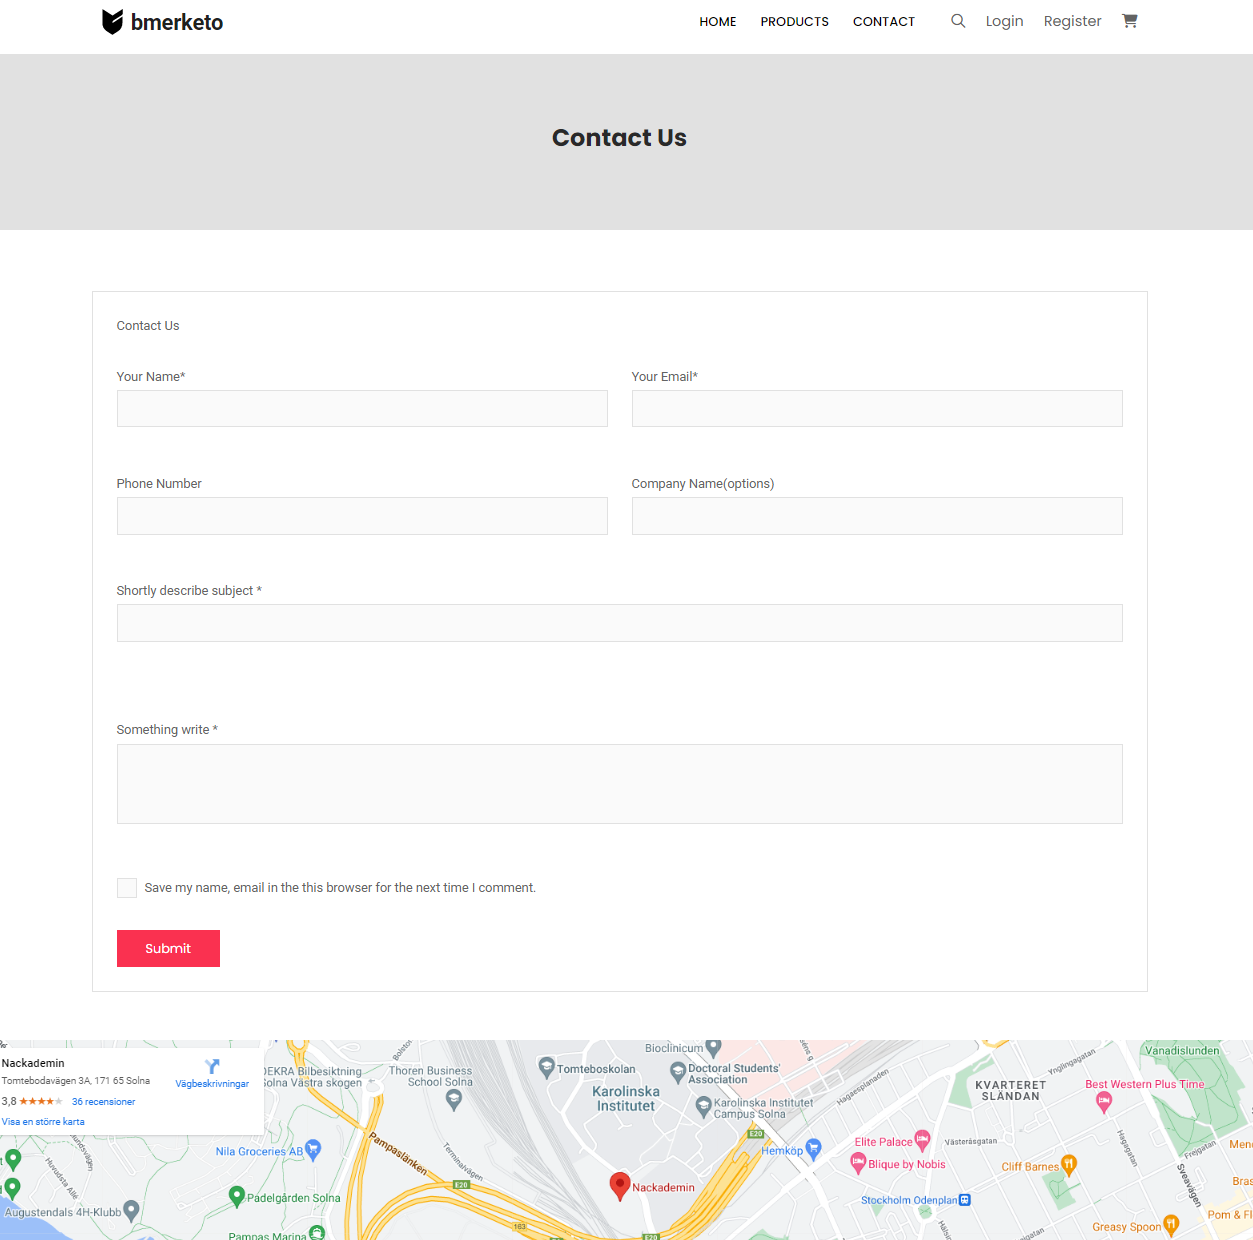 bmerketo
HOME PRODUCTS CONTACT Login Register
Contact Us
Contact Us
Your Name* Your Email*
Phone Number Company Name(options)
Shortly describe subject *
Something write *
Save my name, email in the this browser for the next time I comment.
Submit
Nackademin
Tomtebodavägen 3A, 171 65 Solna
Vägbeskrivningar
3,8 36 recensioner
Visa en större karta
DEKRA Bilbesiktning
Solna Västra skogen
Thoren Business
School Solna
Tomteboskolan
Bioclinicum
Doctoral Students'
Association
Karolinska
Institutet
Karolinska Institutet
Campus Solna
Hagaesplanaden
Ynglingagatan
Vanadislunden
KVARTERET
SLÄNDAN
Best Western Plus Time
Nila Groceries AB
Pampaslänken
Terminalvägen
E20
Hemköp
Elite Palace
Västeråsgatan
Blique by Nobis
Cliff Barnes
Hagagatan
Frejgatan
Sveavägen
Huvudsta Allé
Padelgården Solna
E20
Nackademin
Stockholm Odenplan
Augustendals 4H-Klubb
Pampas Marina
163
E20
Greasy Spoon